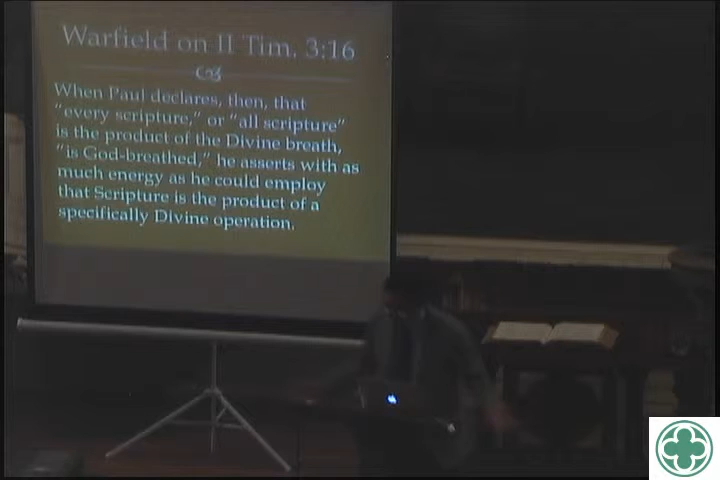 Warfield on II Tim. 3:16
When Paul declares, then, that
“every scripture,” or “all scripture”
is the product of the Divine breath,
“is God-breathed,” he asserts with as
much energy as he could employ
that Scripture is the product of a
specifically Divine operation.